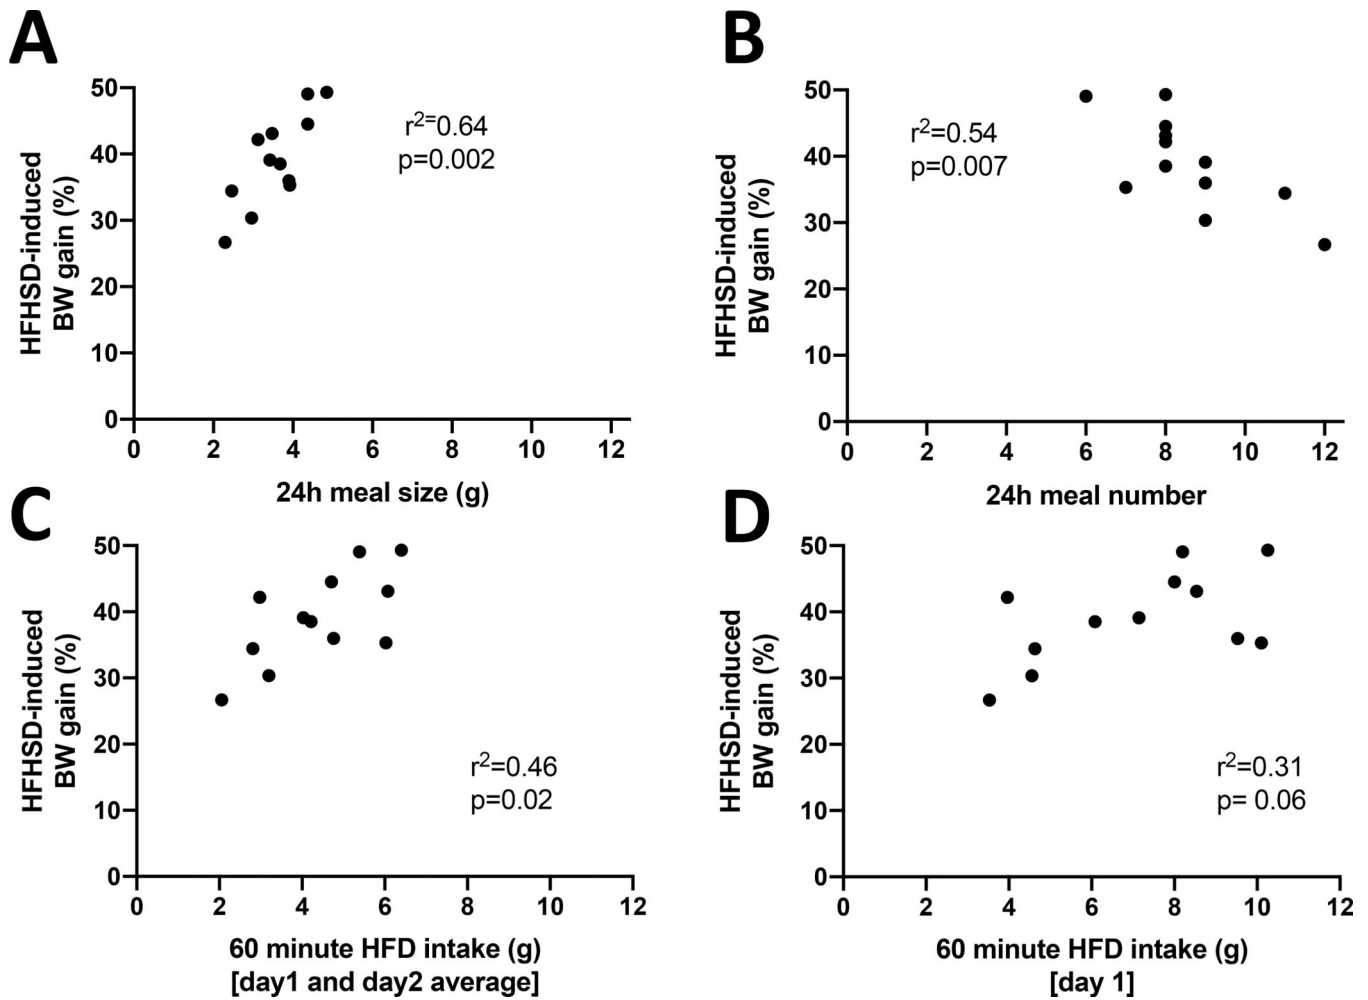 A
HFHSD-induced
BW gain (%)
50
40
30
20
10
0
r²⁼0.64
p=0.002
0 2 4 6 8 10 12
24h meal size (g)
B
HFHSD-induced
BW gain (%)
50
40
30
20
10
0
r²=0.54
p=0.007
0 2 4 6 8 10 12
24h meal number
C
HFHSD-induced
BW gain (%)
50
40
30
20
10
0
r²=0.46
p=0.02
0 2 4 6 8 10 12
60 minute HFD intake (g)
[day1 and day2 average]
D
HFHSD-induced
BW gain (%)
50
40
30
20
10
0
r²=0.31
p= 0.06
0 2 4 6 8 10 12
60 minute HFD intake (g)
[day 1]